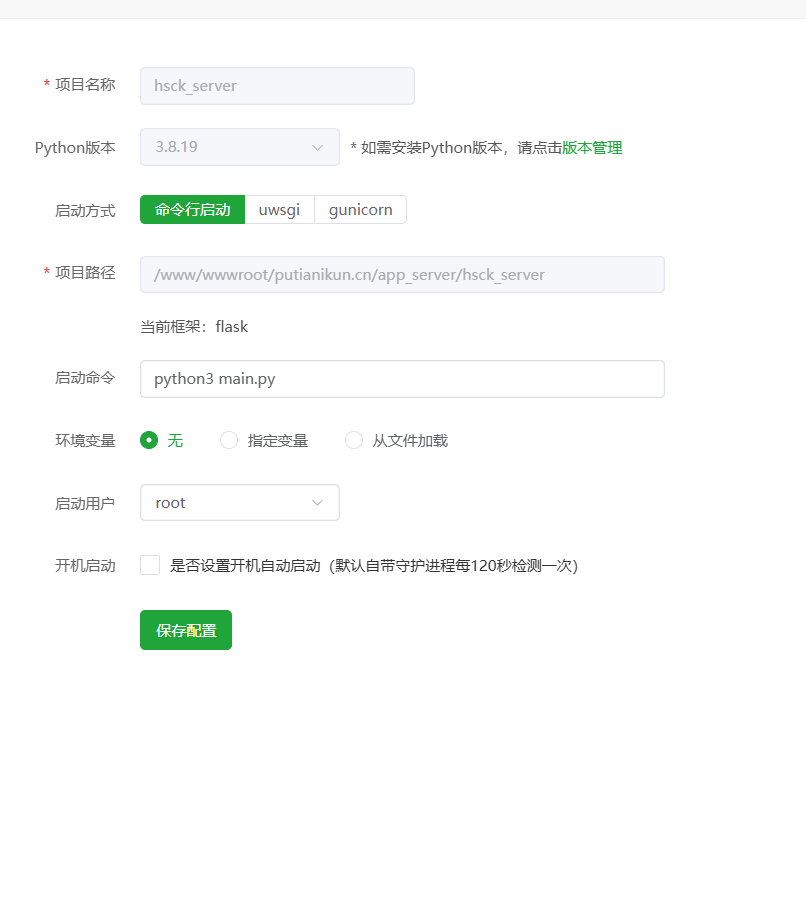 * 项目名称 hsck_server
Python版本 3.8.19 * 如需安装Python版本，请点击版本管理
启动方式 命令行启动 uwsgi gunicorn
* 项目路径 /www/wwwroot/putianikun.cn/app_server/hsck_server
当前框架：flask
启动命令 python3 main.py
环境变量 无 指定变量 从文件加载
启动用户 root
开机启动 是否设置开机自动启动（默认自带守护进程每120秒检测一次）
保存配置